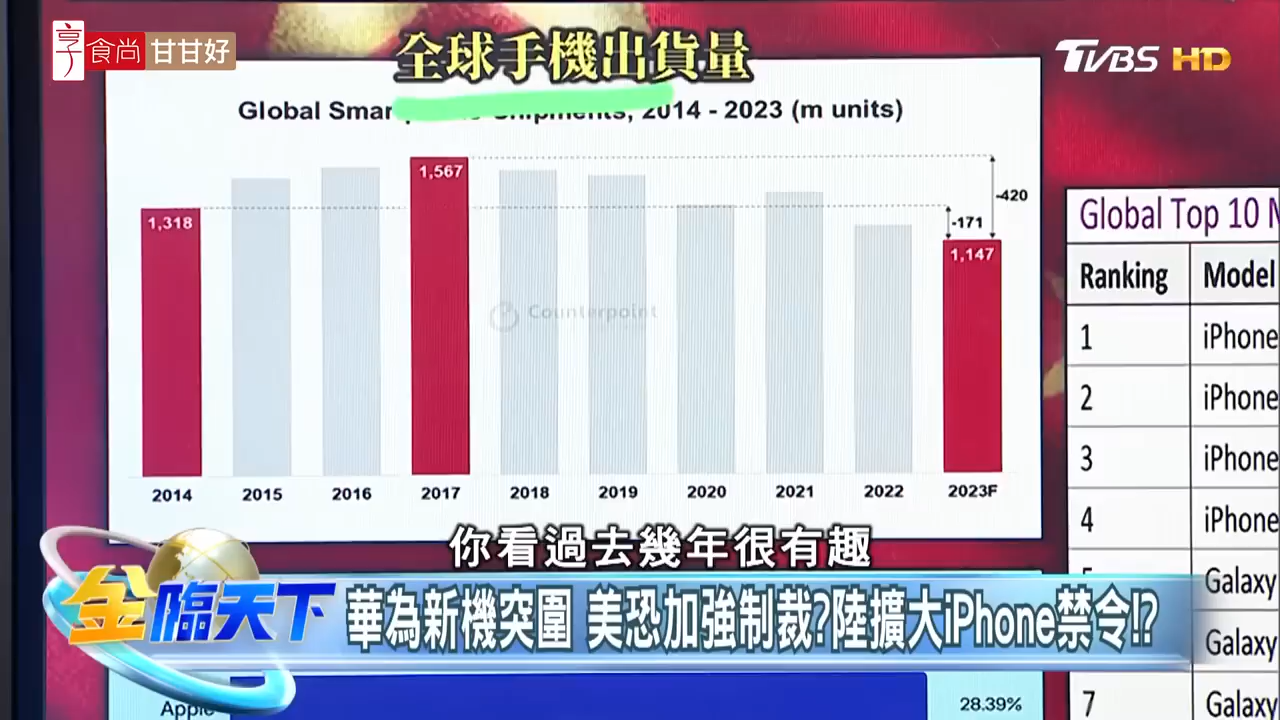 享
食尚
甘甘好
TVBS HD
全球手機出貨量
Global Smar Shipments, 2014 - 2023 (m units)
1,318
1,567
1,147
-171
-420
Counterpoint
2014 2015 2016 2017 2018 2019 2020 2021 2022 2023F
Global Top 10
Ranking Model
1 iPhone
2 iPhone
3 iPhone
4 iPhone
Galaxy
Galaxy
7 Galaxy
你看過去幾年很有趣
金臨天下
華為新機突圍 美恐加強制裁?陸擴大iPhone禁令!?
Apple 28.39%